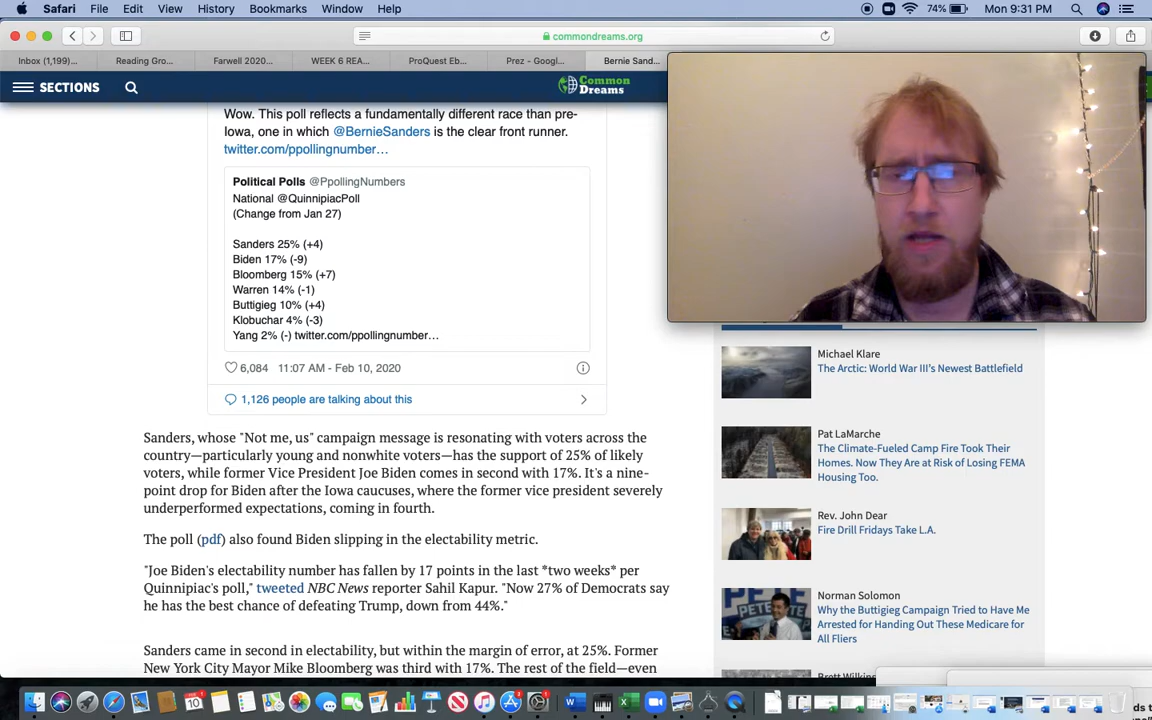 Safari File Edit View History Bookmarks Window Help 74% Mon 9:31 PM
commondreams.org
Inbox (1,199)... Reading Gro... Farwell 2020... WEEK 6 REA... ProQuest Eb... Prez - Googl... Bernie Sand...
SECTIONS Common Dreams
Wow. This poll reflects a fundamentally different race than pre-
Iowa, one in which @BernieSanders is the clear front runner.
twitter.com/ppollingnumber…
Political Polls @PpollingNumbers
National @QuinnipiacPoll
(Change from Jan 27)
Sanders 25% (+4)
Biden 17% (-9)
Bloomberg 15% (+7)
Warren 14% (-1)
Buttigieg 10% (+4)
Klobuchar 4% (-3)
Yang 2% (-) twitter.com/ppollingnumber…
6,084 11:07 AM - Feb 10, 2020
1,126 people are talking about this
Sanders, whose "Not me, us" campaign message is resonating with voters across the
country—particularly young and nonwhite voters—has the support of 25% of likely
voters, while former Vice President Joe Biden comes in second with 17%. It's a nine-
point drop for Biden after the Iowa caucuses, where the former vice president severely
underperformed expectations, coming in fourth.
The poll (pdf) also found Biden slipping in the electability metric.
"Joe Biden's electability number has fallen by 17 points in the last *two weeks* per
Quinnipiac's poll," tweeted NBC News reporter Sahil Kapur. "Now 27% of Democrats say
he has the best chance of defeating Trump, down from 44%."
Sanders came in second in electability, but within the margin of error, at 25%. Former
New York City Mayor Mike Bloomberg was third with 17%. The rest of the field—even
Michael Klare
The Arctic: World War III's Newest Battlefield
Pat LaMarche
The Climate-Fueled Camp Fire Took Their
Homes. Now They Are at Risk of Losing FEMA
Housing Too.
Rev. John Dear
Fire Drill Fridays Take L.A.
Norman Solomon
Why the Buttigieg Campaign Tried to Have Me
Arrested for Handing Out These Medicare for
All Fliers